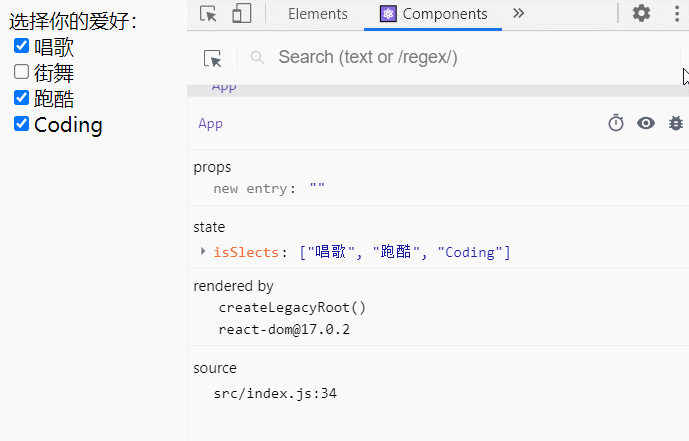 选择你的爱好:
唱歌
街舞
跑酷
Coding
Elements
Components
Search (text or /regex/)
App
App
props
new entry: ""
state
isSlects: ["唱歌", "跑酷", "Coding"]
rendered by
createLegacyRoot()
react-dom@17.0.2
source
src/index.js:34